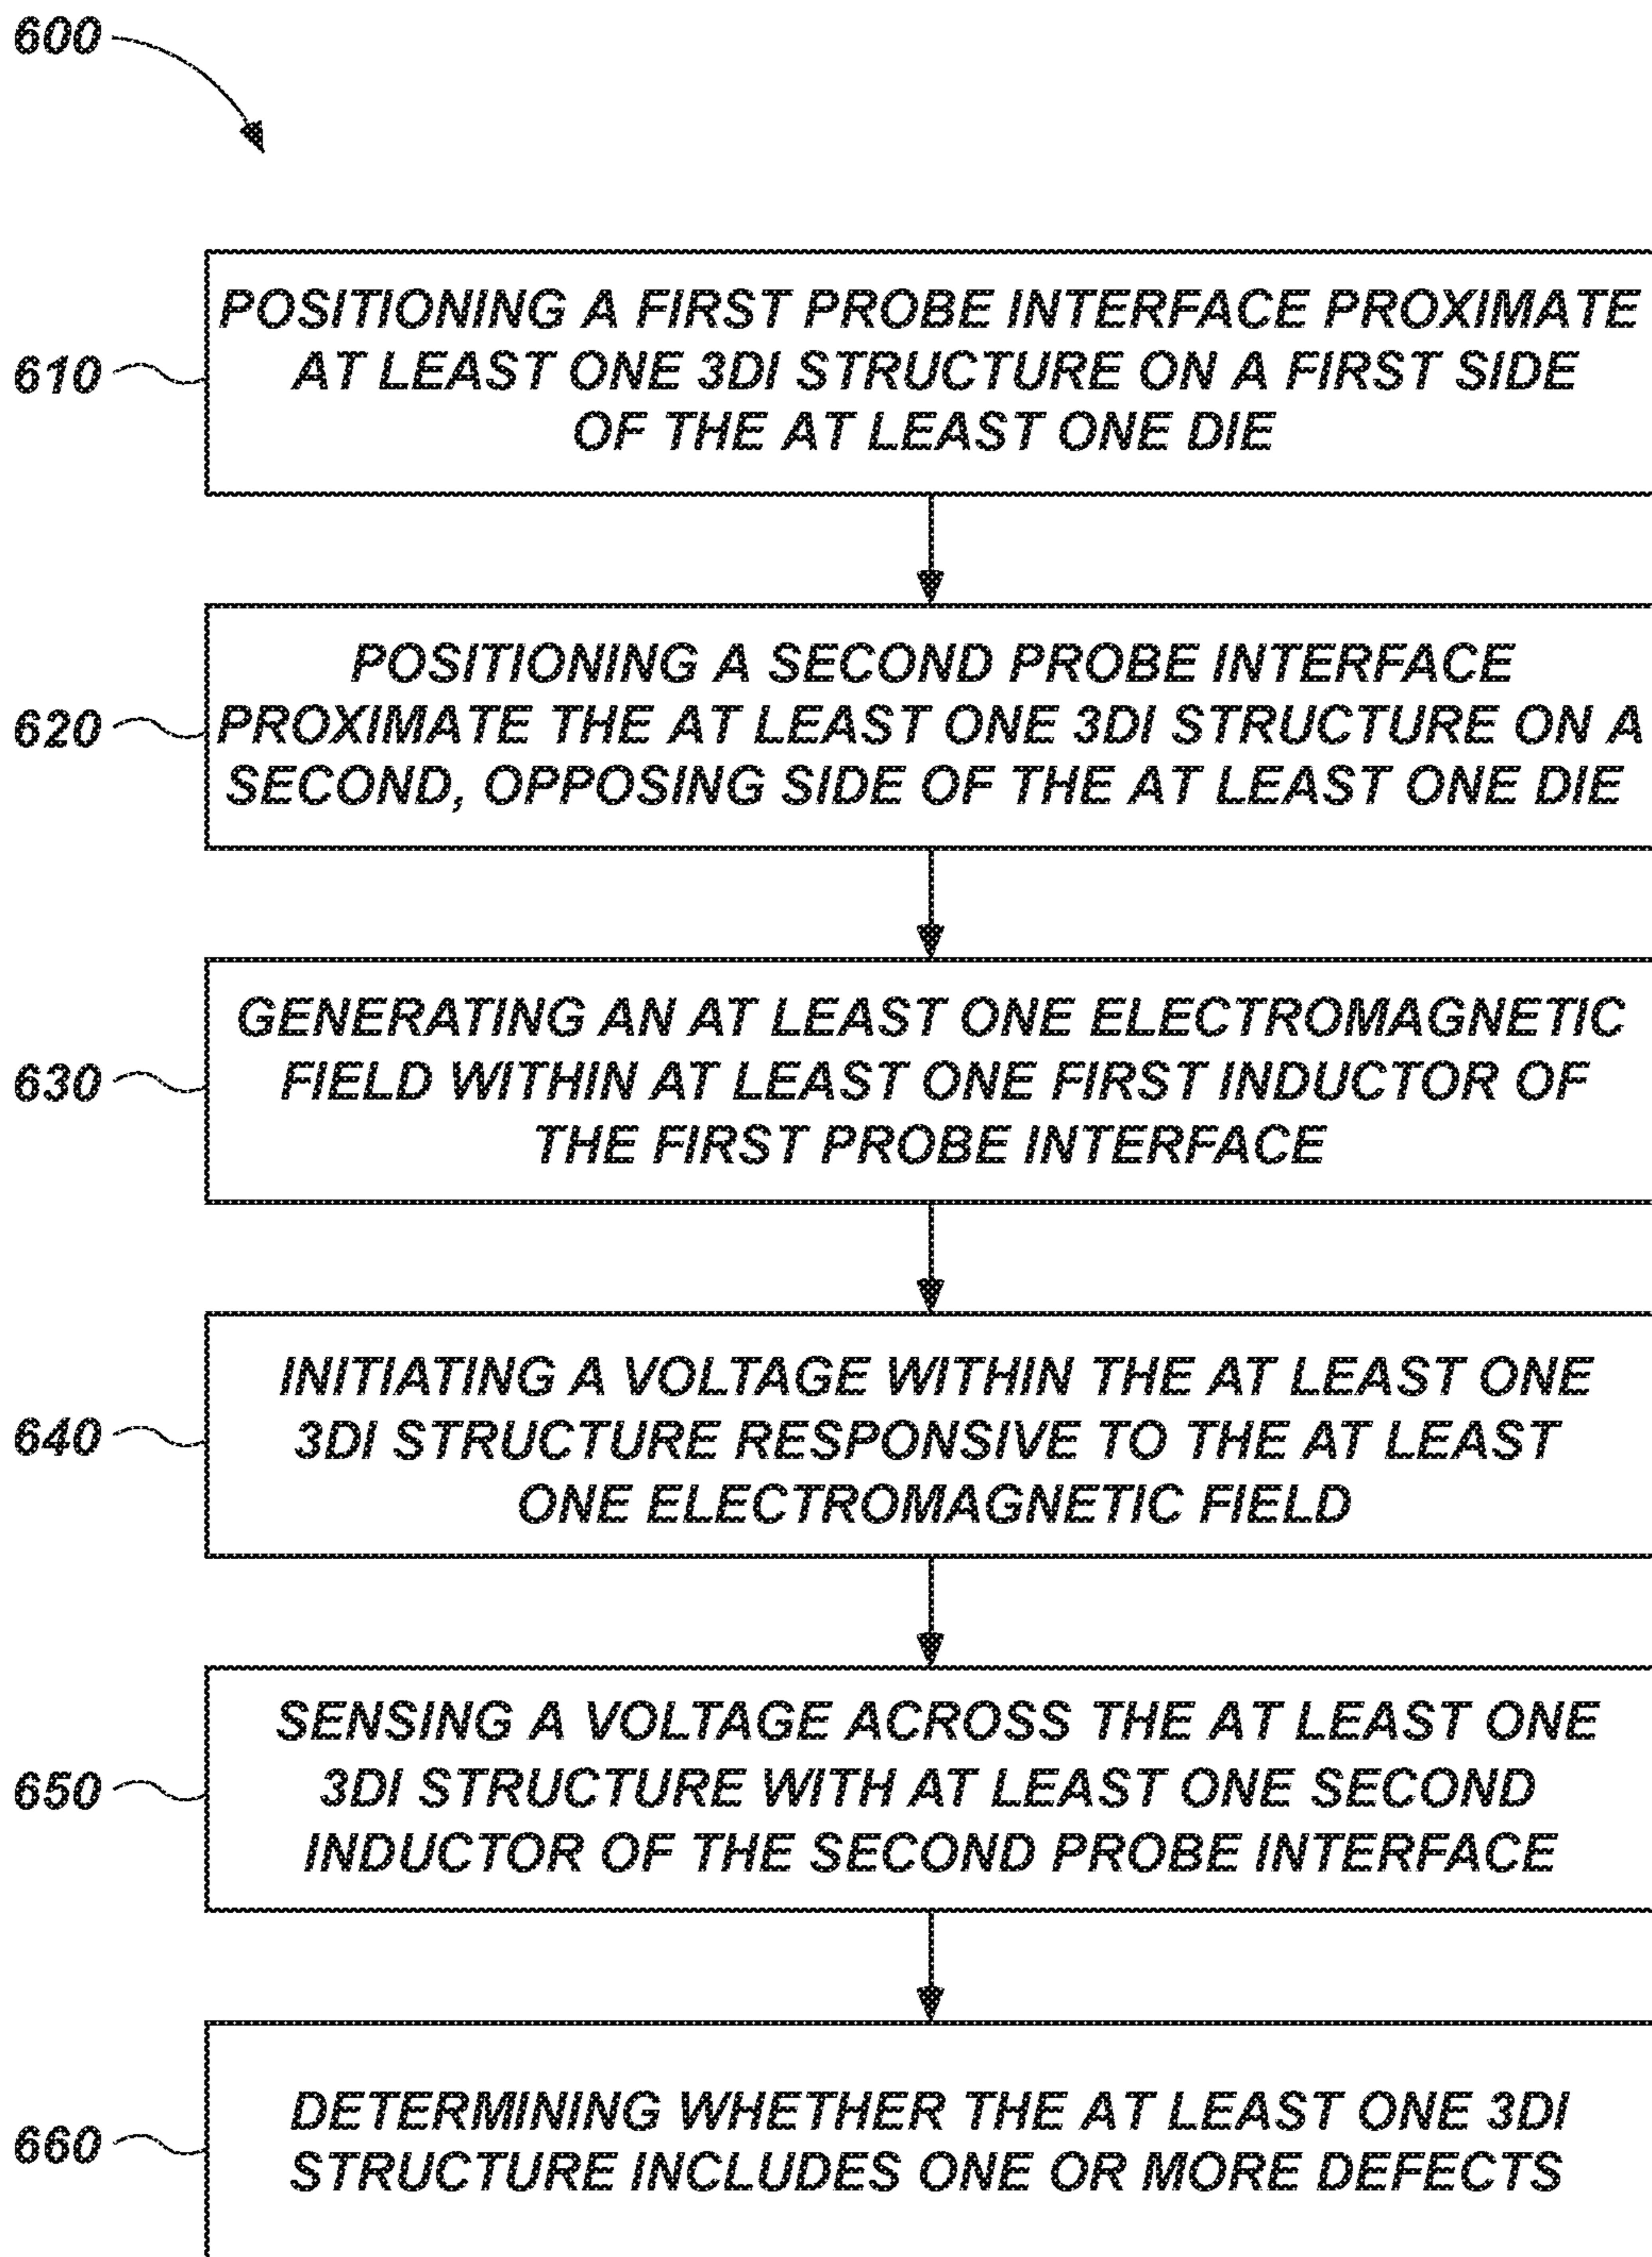 600
610
POSITIONING A FIRST PROBE INTERFACE PROXIMATE
AT LEAST ONE 3DI STRUCTURE ON A FIRST SIDE
OF THE AT LEAST ONE DIE
620
POSITIONING A SECOND PROBE INTERFACE
PROXIMATE THE AT LEAST ONE 3DI STRUCTURE ON A
SECOND, OPPOSING SIDE OF THE AT LEAST ONE DIE
630
GENERATING AN AT LEAST ONE ELECTROMAGNETIC
FIELD WITHIN AT LEAST ONE FIRST INDUCTOR OF
THE FIRST PROBE INTERFACE
640
INITIATING A VOLTAGE WITHIN THE AT LEAST ONE
3DI STRUCTURE RESPONSIVE TO THE AT LEAST
ONE ELECTROMAGNETIC FIELD
650
SENSING A VOLTAGE ACROSS THE AT LEAST ONE
3DI STRUCTURE WITH AT LEAST ONE SECOND
INDUCTOR OF THE SECOND PROBE INTERFACE
660
DETERMINING WHETHER THE AT LEAST ONE 3DI
STRUCTURE INCLUDES ONE OR MORE DEFECTS